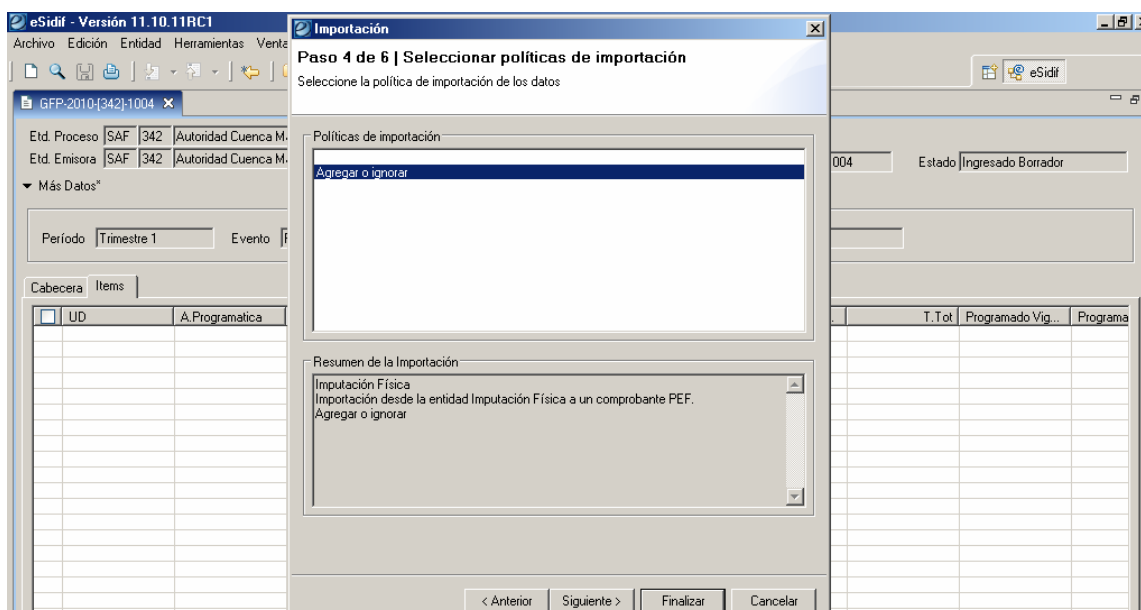 eSidif - Versión 11.10.11RC1
Archivo Edición Entidad Herramientas Venta
eSidif
GFP-2010-[342]-1004
Etd. Proceso SAF 342 Autoridad Cuenca M
Etd. Emisora SAF 342 Autoridad Cuenca M
004 Estado Ingresado Borrador
Más Datos*
Período Trimestre 1 Evento
Cabecera Items
UD A.Programatica T.Tot Programado Vig... Programa
Importación
Paso 4 de 6 | Seleccionar políticas de importación
Seleccione la política de importación de los datos
Políticas de importación
Agregar o ignorar
Resumen de la Importación
Imputación Física
Importación desde la entidad Imputación Física a un comprobante PEF.
Agregar o ignorar
< Anterior Siguiente > Finalizar Cancelar